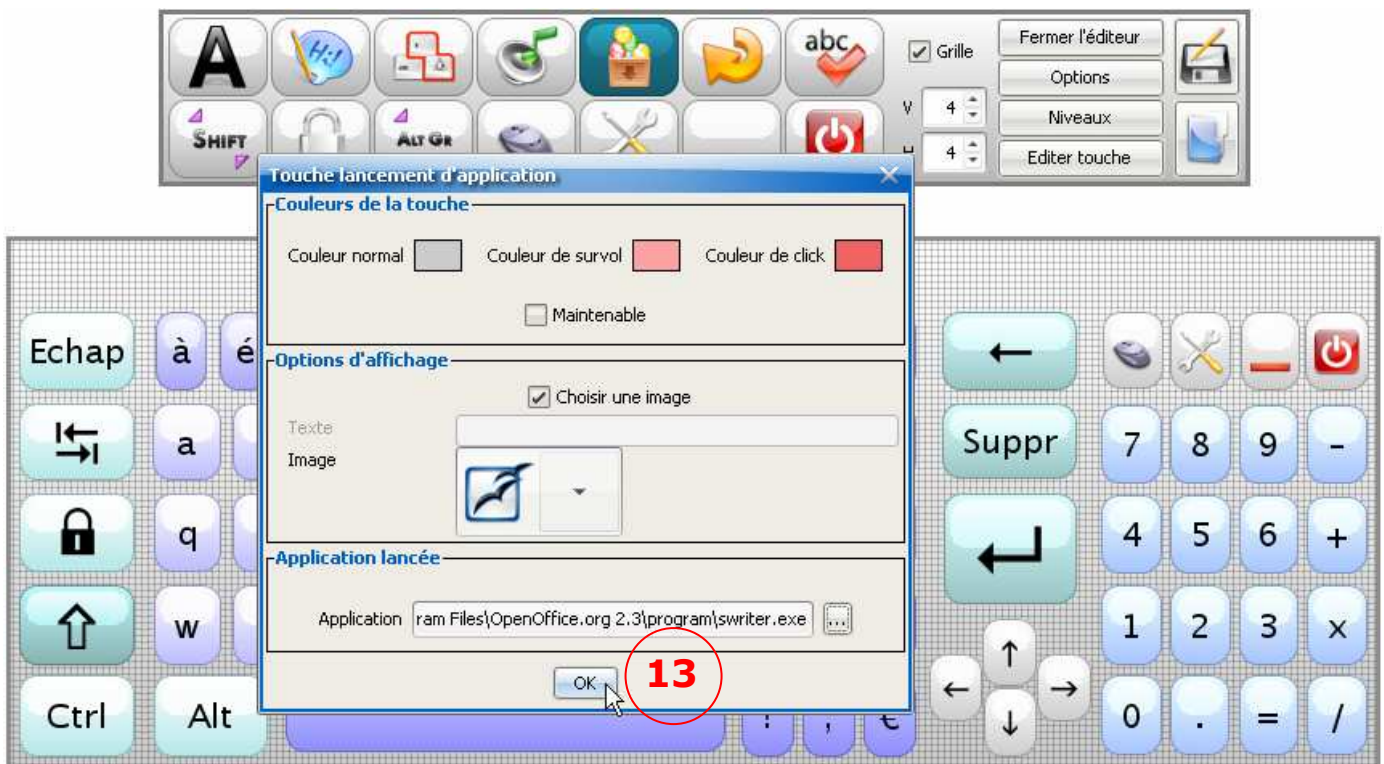 A Hi! abc
Grille
Fermer l'éditeur
Options
V 4
Niveaux
4
Editer touche
SHIFT ALT GR
Touche lancement d'application
Couleurs de la touche
Couleur normal Couleur de survol Couleur de click
Maintenable
Options d'affichage
Choisir une image
Texte
Image
Application lancée
Application ram Files\OpenOffice.org 2.3\program\swriter.exe ...
OK 13
Echap à é ←
a Suppr 7 8 9 -
q 4 5 6 +
w 1 2 3 x
↑
← →
Ctrl Alt ! , € ↓ 0 . = /